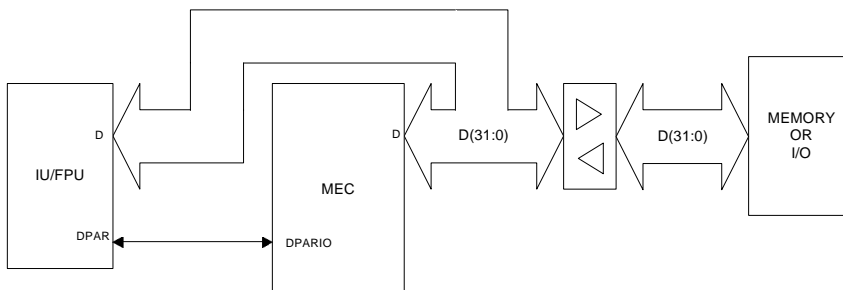 D
IU/FPU
DPAR
D
MEC
DPARIO
D(31:0)
D(31:0)
MEMORY
OR
I/O